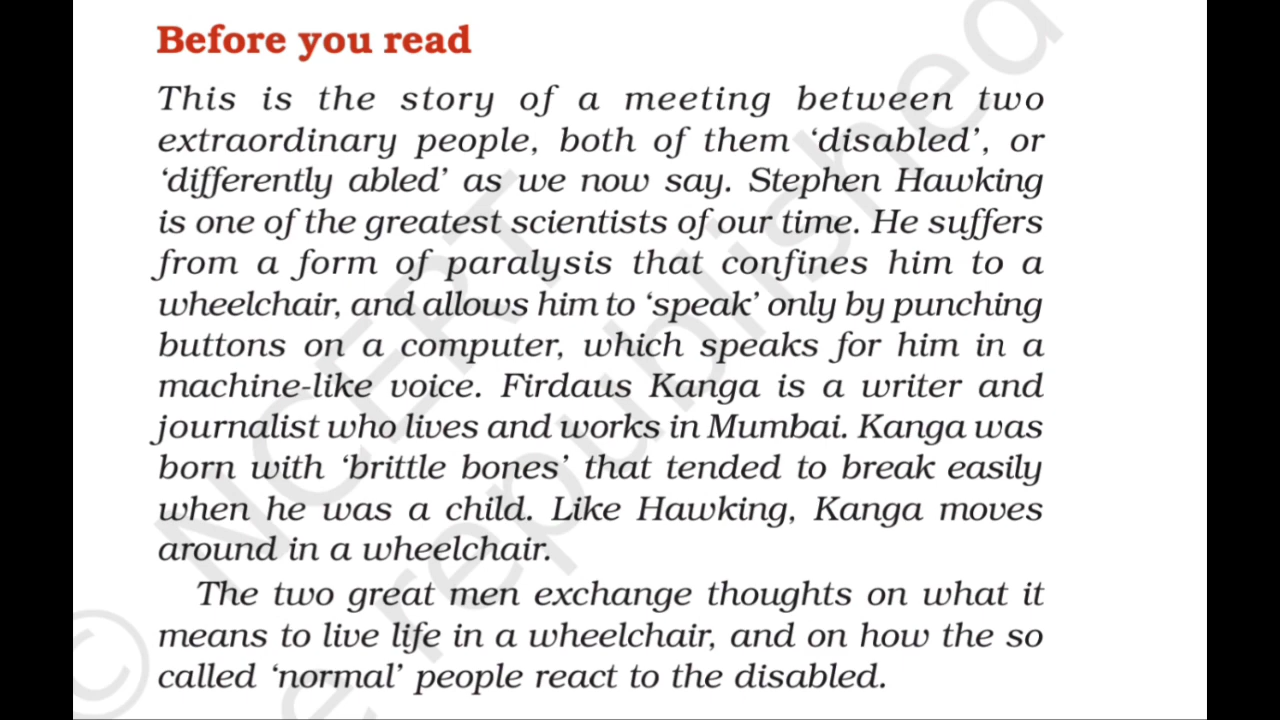 Before you read
This is the story of a meeting between two
extraordinary people, both of them ‘disabled’, or
‘differently abled’ as we now say. Stephen Hawking
is one of the greatest scientists of our time. He suffers
from a form of paralysis that confines him to a
wheelchair, and allows him to ‘speak’ only by punching
buttons on a computer, which speaks for him in a
machine-like voice. Firdaus Kanga is a writer and
journalist who lives and works in Mumbai. Kanga was
born with ‘brittle bones’ that tended to break easily
when he was a child. Like Hawking, Kanga moves
around in a wheelchair.
The two great men exchange thoughts on what it
means to live life in a wheelchair, and on how the so
called ‘normal’ people react to the disabled.
© NCERT
republished